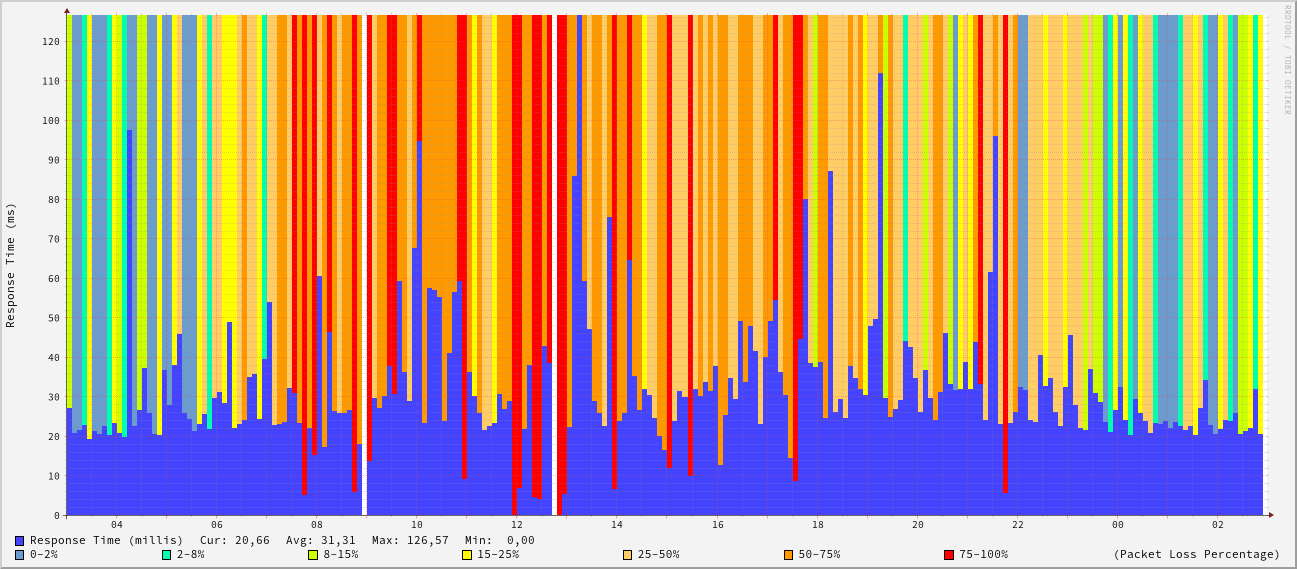 RRDTOOL / TOBI OETIKER
Response Time (ms)
120
110
100
90
80
70
60
50
40
30
20
10
0
04 06 08 10 12 14 16 18 20 22 00 02
Response Time (millis) Cur: 20,66 Avg: 31,31 Max: 126,57 Min: 0,00
0-2% 2-8% 8-15% 15-25% 25-50% 50-75% 75-100% (Packet Loss Percentage)